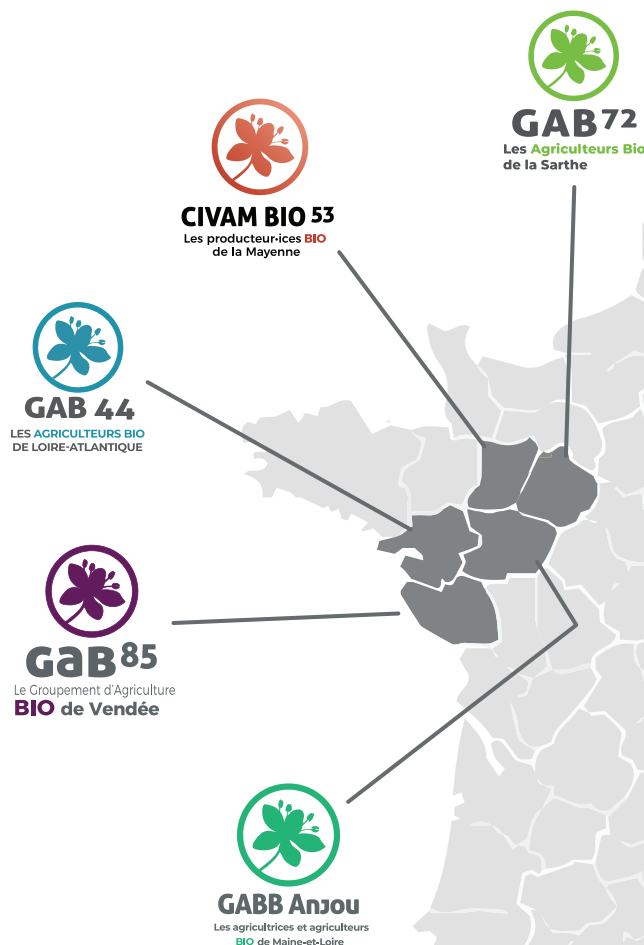 GAB 72
Les Agriculteurs Bio
de la Sarthe
CIVAM BIO 53
Les producteur·ices BIO
de la Mayenne
GAB 44
LES AGRICULTEURS BIO
DE LOIRE-ATLANTIQUE
GaB 85
Le Groupement d'Agriculture
BIO de Vendée
GABB Anjou
Les agricultrices et agriculteurs
BIO de Maine-et-Loire